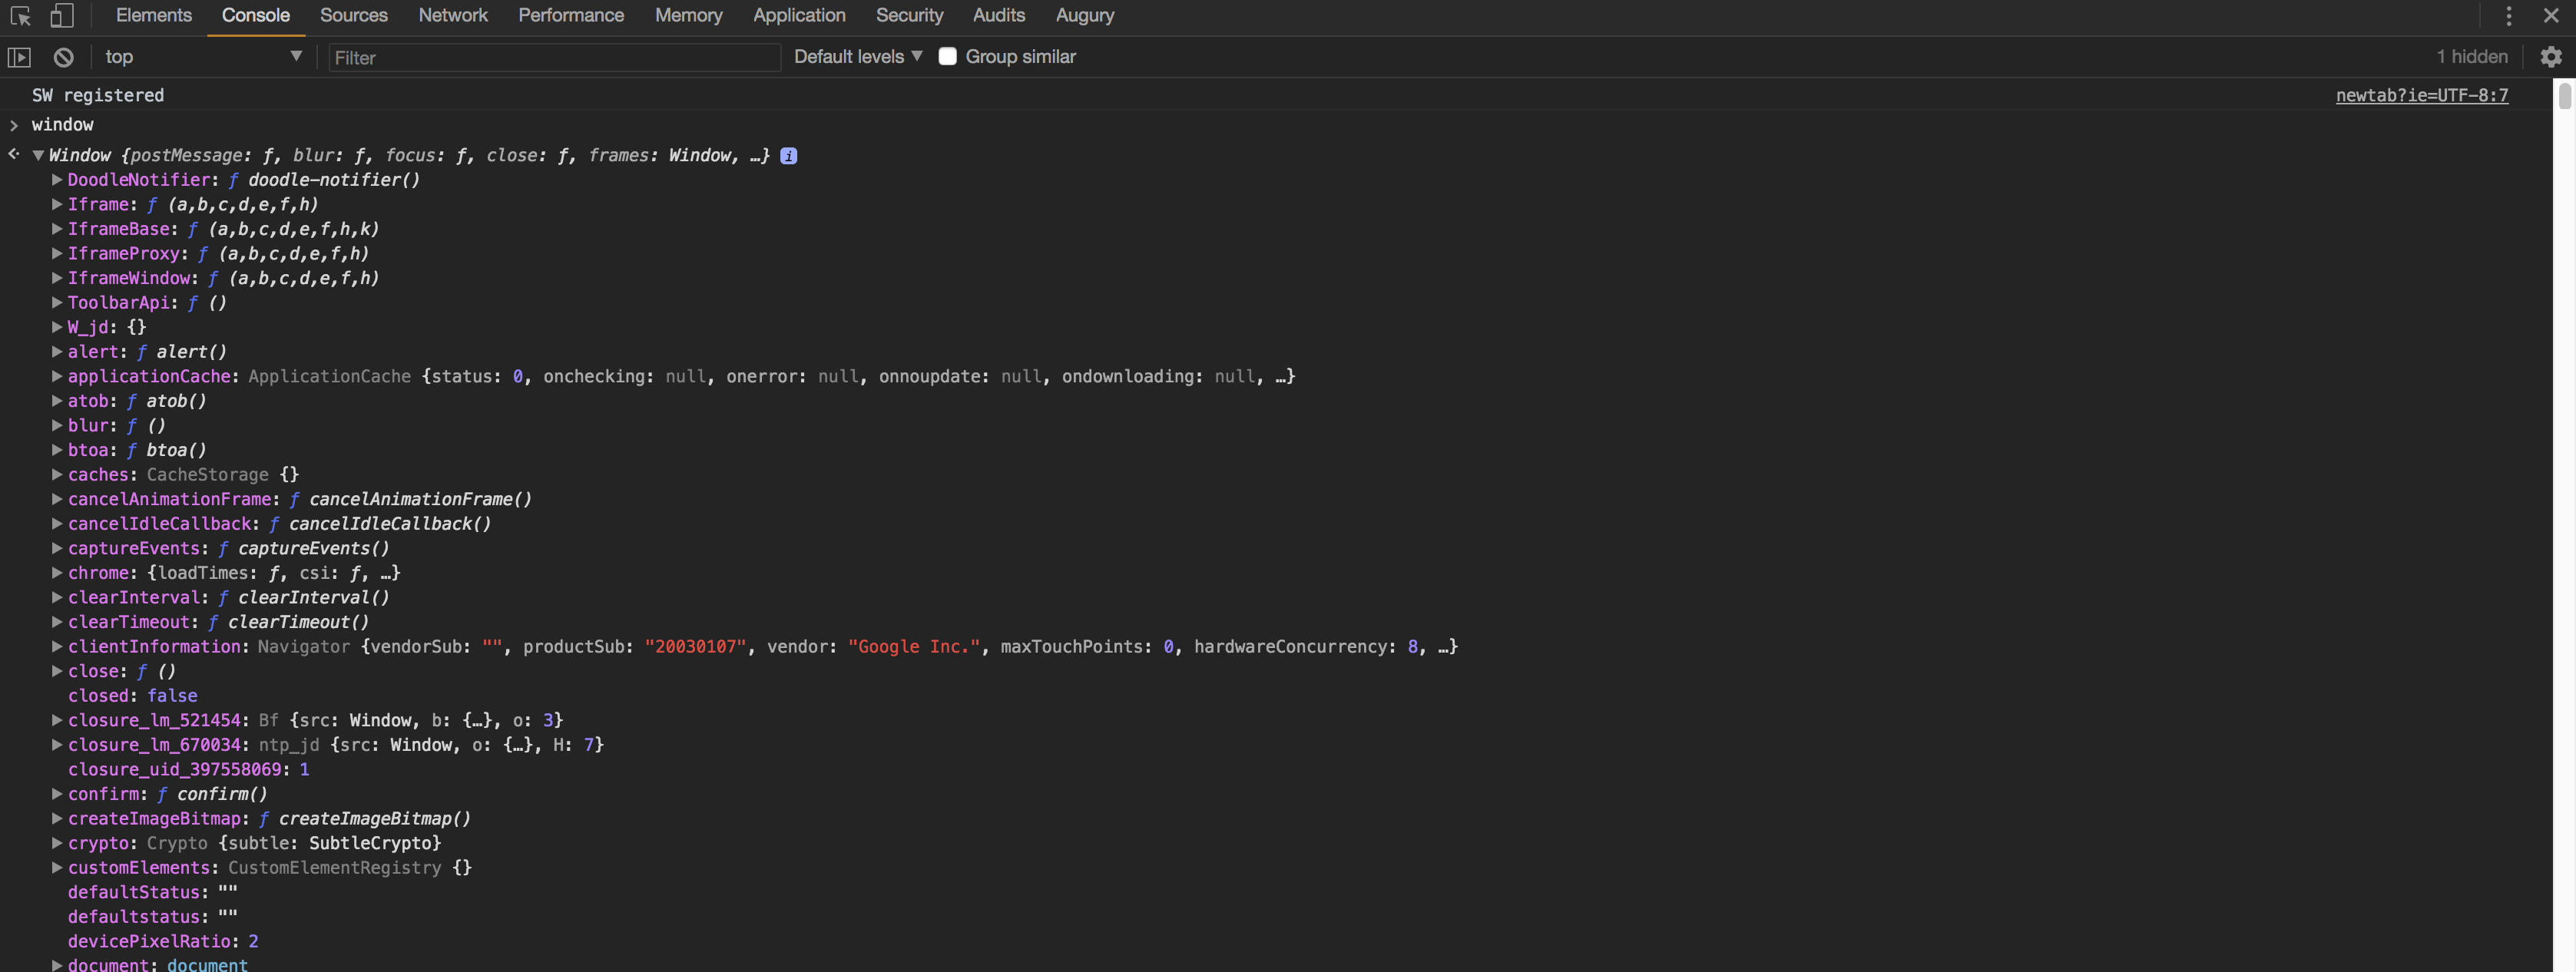 Elements Console Sources Network Performance Memory Application Security Audits Augury
top Filter Default levels Group similar 1 hidden
SW registered newtab?ie=UTF-8:7
window
Window {postMessage: ƒ, blur: ƒ, focus: ƒ, close: ƒ, frames: Window, …} i
DoodleNotifier: ƒ doodle-notifier()
Iframe: ƒ (a,b,c,d,e,f,h)
IframeBase: ƒ (a,b,c,d,e,f,h,k)
IframeProxy: ƒ (a,b,c,d,e,f,h)
IframeWindow: ƒ (a,b,c,d,e,f,h)
ToolbarApi: ƒ ()
W_jd: {}
alert: ƒ alert()
applicationCache: ApplicationCache {status: 0, onchecking: null, onerror: null, onnoupdate: null, ondownloading: null, …}
atob: ƒ atob()
blur: ƒ ()
btoa: ƒ btoa()
caches: CacheStorage {}
cancelAnimationFrame: ƒ cancelAnimationFrame()
cancelIdleCallback: ƒ cancelIdleCallback()
captureEvents: ƒ captureEvents()
chrome: {loadTimes: ƒ, csi: ƒ, …}
clearInterval: ƒ clearInterval()
clearTimeout: ƒ clearTimeout()
clientInformation: Navigator {vendorSub: "", productSub: "20030107", vendor: "Google Inc.", maxTouchPoints: 0, hardwareConcurrency: 8, …}
close: ƒ ()
closed: false
closure_lm_521454: Bf {src: Window, b: {…}, o: 3}
closure_lm_670034: ntp_jd {src: Window, o: {…}, H: 7}
closure_uid_397558069: 1
confirm: ƒ confirm()
createImageBitmap: ƒ createImageBitmap()
crypto: Crypto {subtle: SubtleCrypto}
customElements: CustomElementRegistry {}
defaultStatus: ""
defaultstatus: ""
devicePixelRatio: 2
document: document